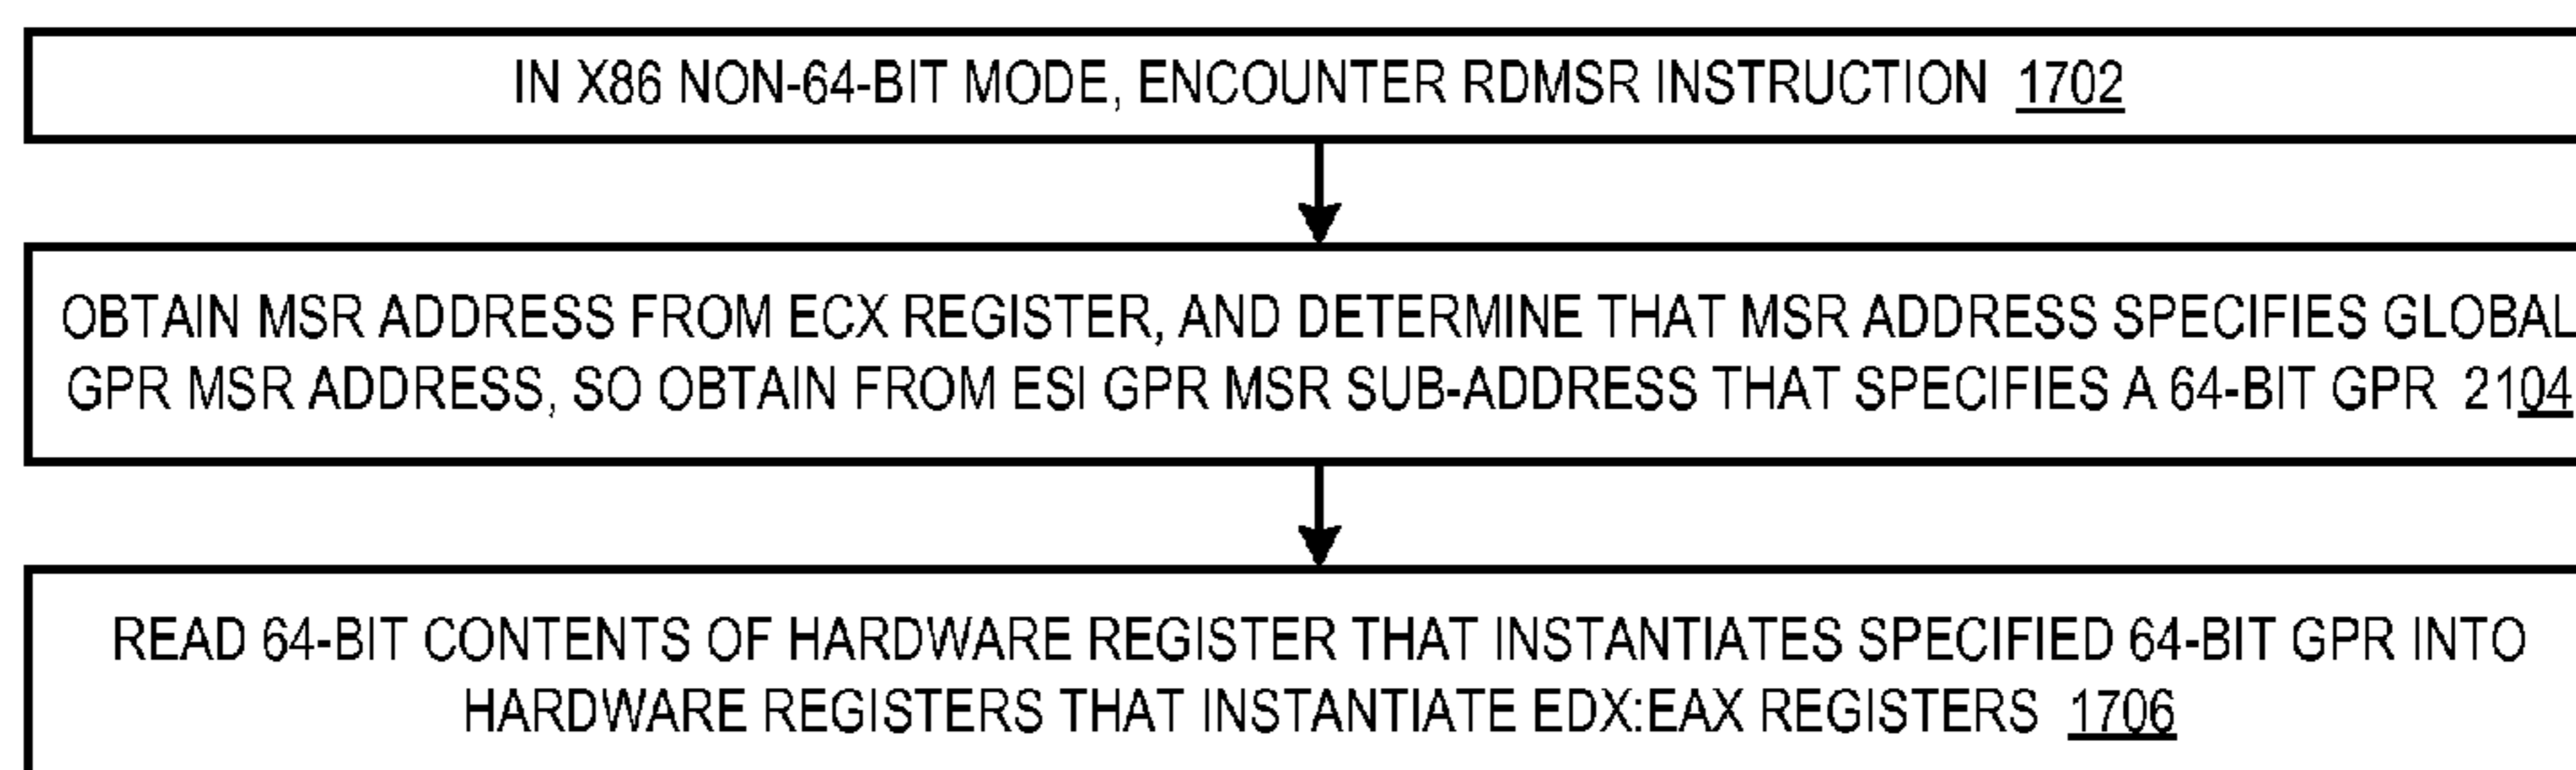 IN X86 NON-64-BIT MODE, ENCOUNTER RDMSR INSTRUCTION 1702
OBTAIN MSR ADDRESS FROM ECX REGISTER, AND DETERMINE THAT MSR ADDRESS SPECIFIES GLOBAL
GPR MSR ADDRESS, SO OBTAIN FROM ESI GPR MSR SUB-ADDRESS THAT SPECIFIES A 64-BIT GPR 2104
READ 64-BIT CONTENTS OF HARDWARE REGISTER THAT INSTANTIATES SPECIFIED 64-BIT GPR INTO
HARDWARE REGISTERS THAT INSTANTIATE EDX:EAX REGISTERS 1706